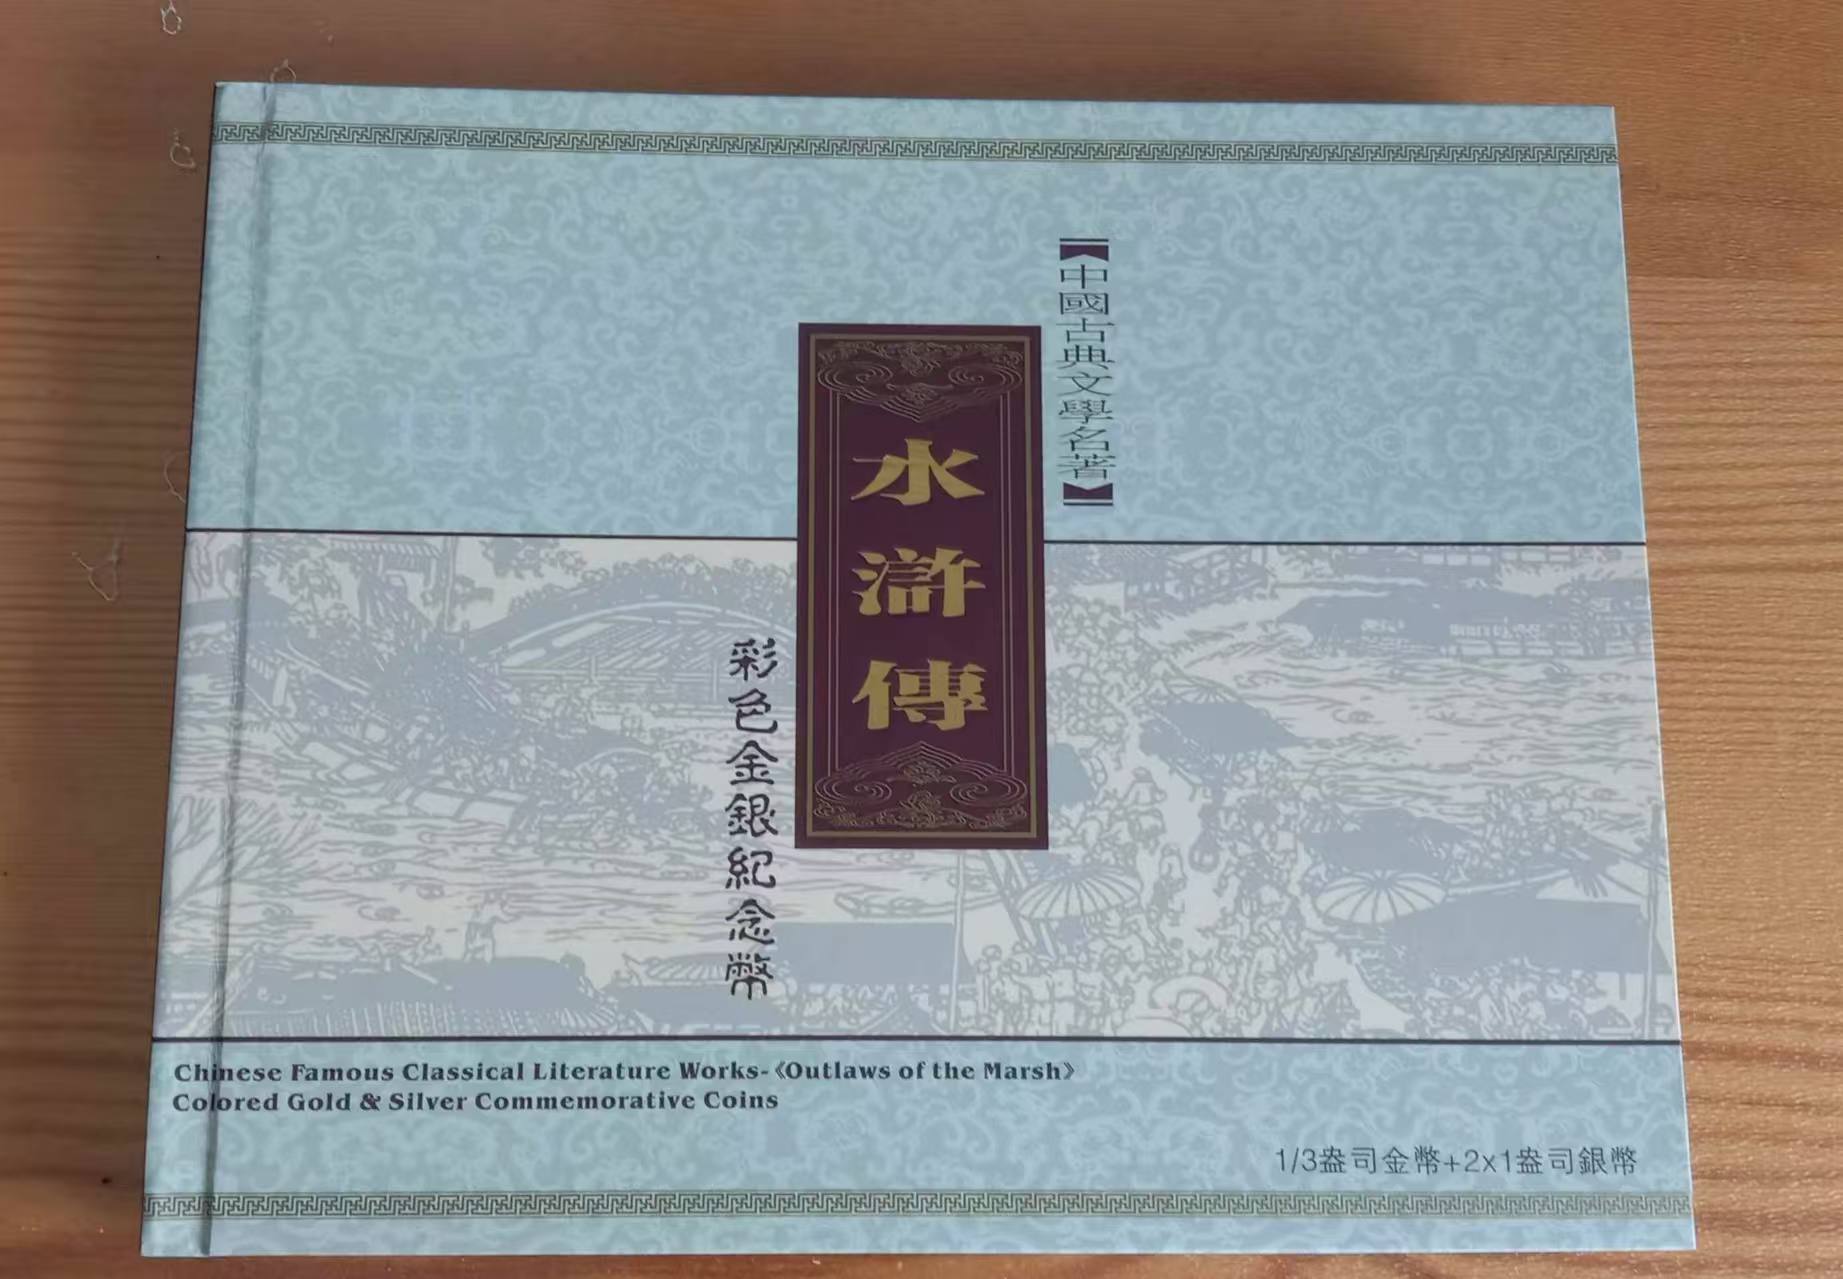 【中國古典文學名著】
水滸傳
彩色金銀紀念幣
Chinese Famous Classical Literature Works-《Outlaws of the Marsh》
Colored Gold & Silver Commemorative Coins
1/3盎司金幣+2x1盎司銀幣